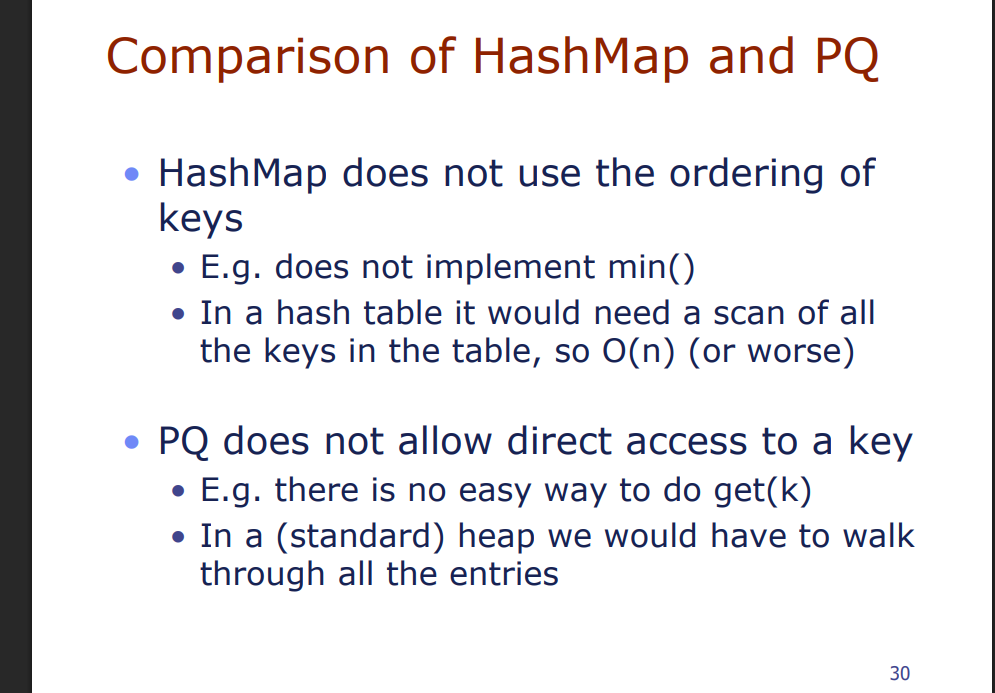 Comparison of HashMap and PQ
• HashMap does not use the ordering of
keys
• E.g. does not implement min()
• In a hash table it would need a scan of all
the keys in the table, so O(n) (or worse)
• PQ does not allow direct access to a key
• E.g. there is no easy way to do get(k)
• In a (standard) heap we would have to walk
through all the entries
30